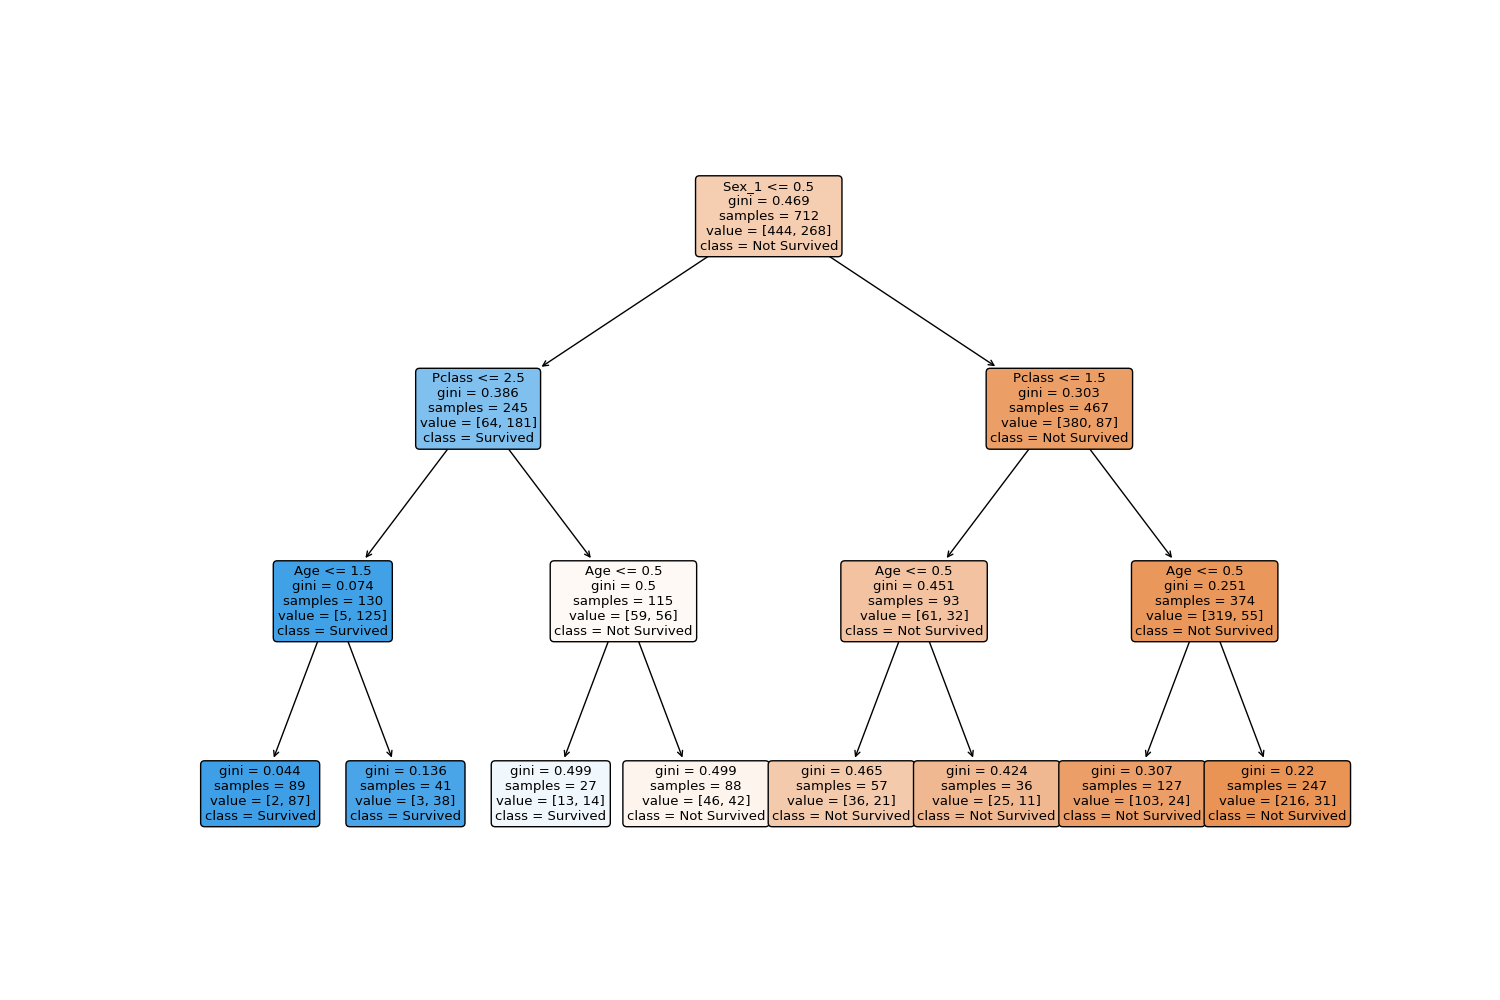 Sex_1 <= 0.5
gini = 0.469
samples = 712
value = [444, 268]
class = Not Survived
Pclass <= 2.5
gini = 0.386
samples = 245
value = [64, 181]
class = Survived
Pclass <= 1.5
gini = 0.303
samples = 467
value = [380, 87]
class = Not Survived
Age <= 1.5
gini = 0.074
samples = 130
value = [5, 125]
class = Survived
Age <= 0.5
gini = 0.5
samples = 115
value = [59, 56]
class = Not Survived
Age <= 0.5
gini = 0.451
samples = 93
value = [61, 32]
class = Not Survived
Age <= 0.5
gini = 0.251
samples = 374
value = [319, 55]
class = Not Survived
gini = 0.044
samples = 89
value = [2, 87]
class = Survived
gini = 0.136
samples = 41
value = [3, 38]
class = Survived
gini = 0.499
samples = 27
value = [13, 14]
class = Survived
gini = 0.499
samples = 88
value = [46, 42]
class = Not Survived
gini = 0.465
samples = 57
value = [36, 21]
class = Not Survived
gini = 0.424
samples = 36
value = [25, 11]
class = Not Survived
gini = 0.307
samples = 127
value = [103, 24]
class = Not Survived
gini = 0.22
samples = 247
value = [216, 31]
class = Not Survived